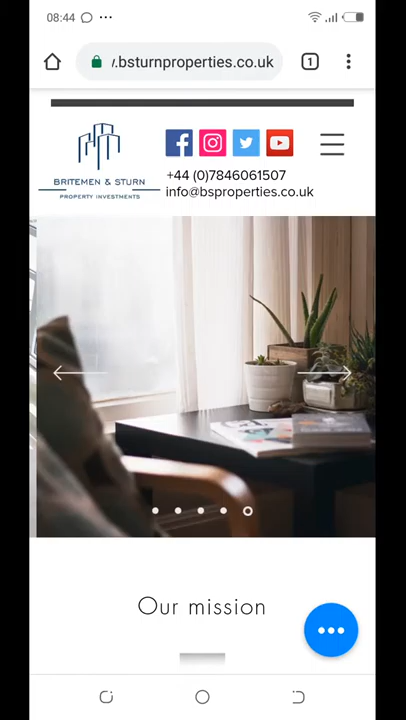 08:44
.bsturnproperties.co.uk
1
BRITEMEN & STURN
PROPERTY INVESTMENTS
+44 (0)7846061507
info@bsproperties.co.uk
Our mission